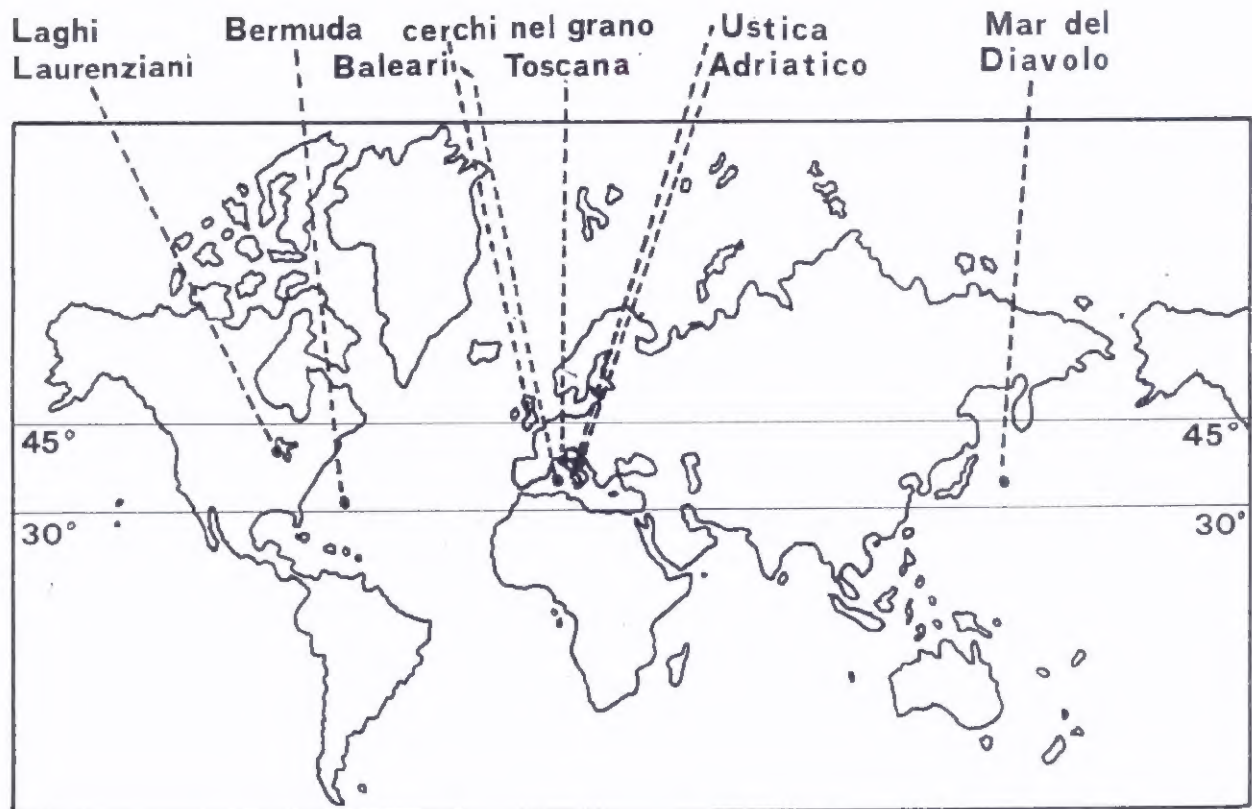 Laghi
Laurenziani
Bermuda
cerchi nel grano
Baleari
Toscana
Ustica
Adriatico
Mar del
Diavolo
45°
45°
30°
30°